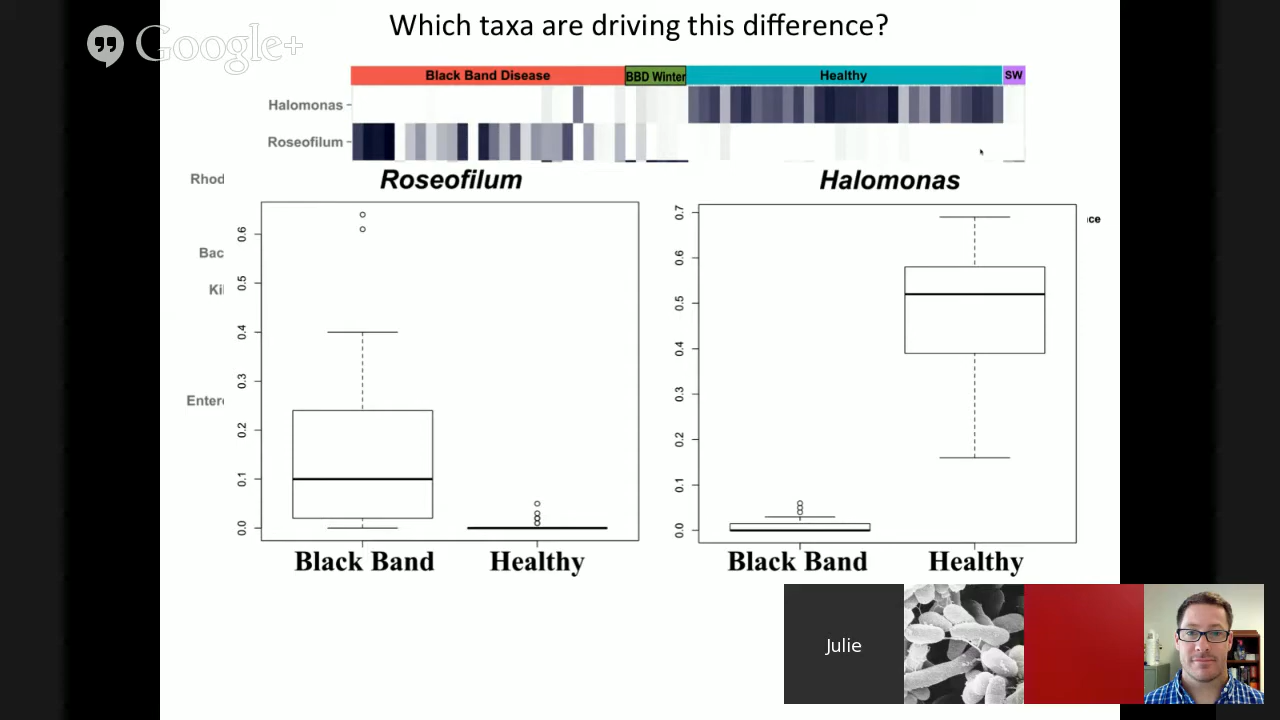 Which taxa are driving this difference?
Google+
Black Band Disease BBD Winter Healthy SW
Halomonas
Roseofilum
Rhod
Bac
Kil
Entero
ice
Roseofilum
0.6
0.5
0.4
0.3
0.2
0.1
0.0
Black Band Healthy
Halomonas
0.7
0.6
0.5
0.4
0.3
0.2
0.1
0.0
Black Band Healthy
Julie